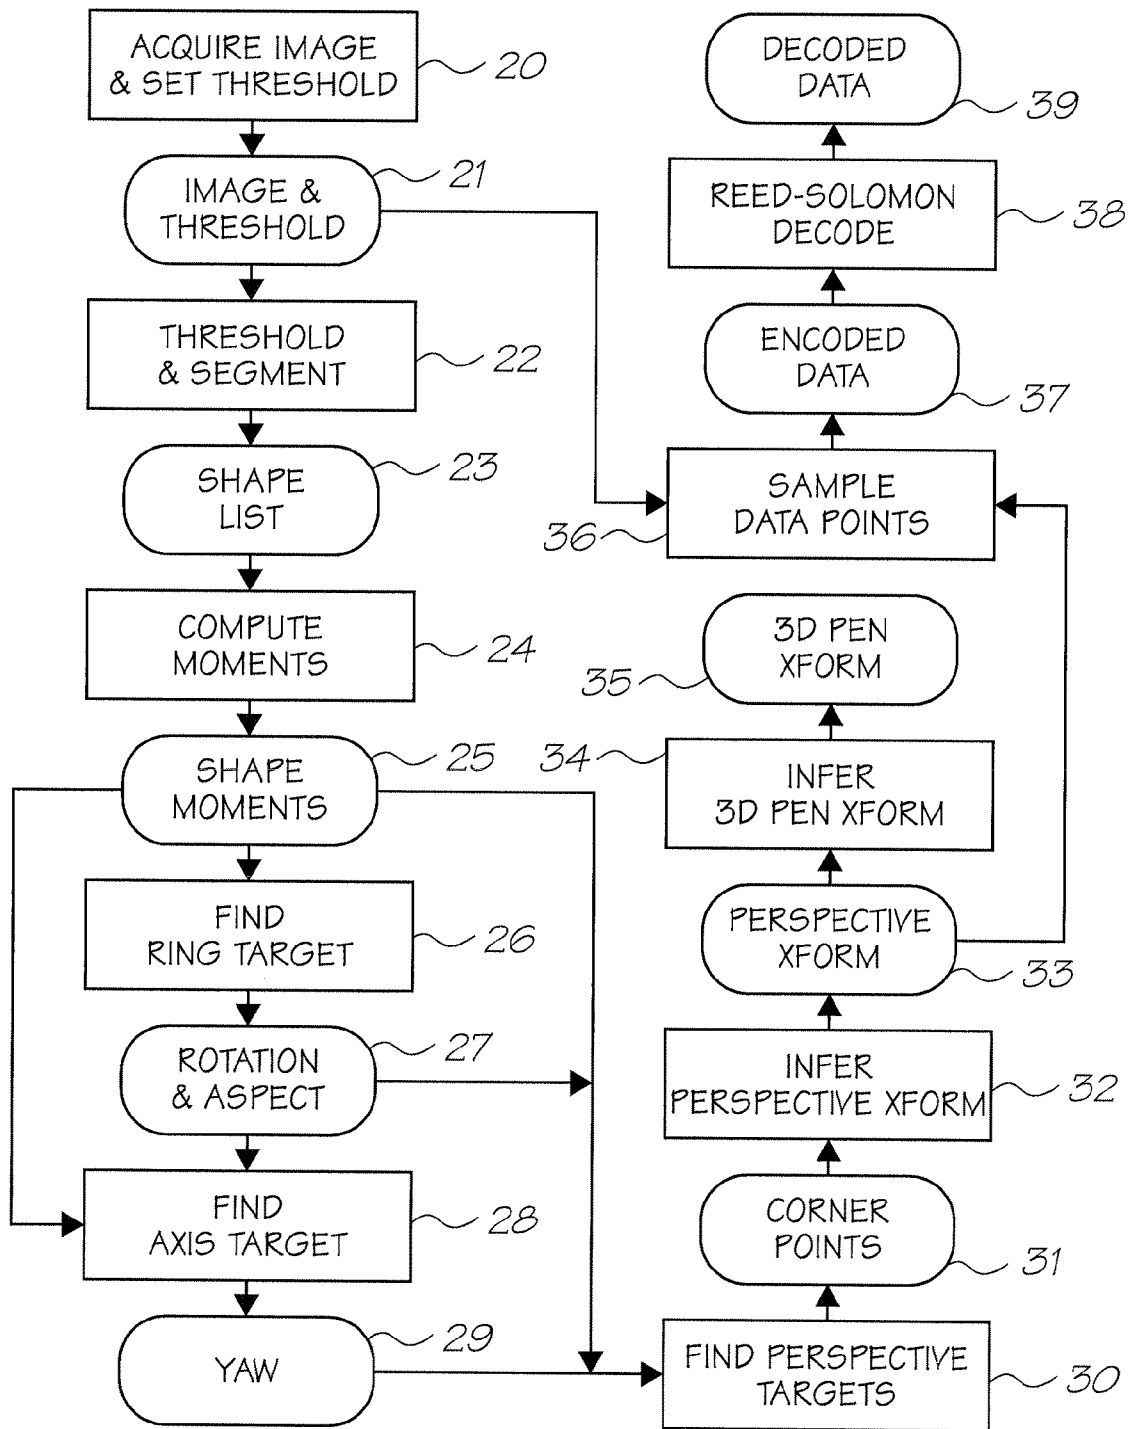 ACQUIRE IMAGE
& SET THRESHOLD
20
IMAGE &
THRESHOLD
21
THRESHOLD
& SEGMENT
22
SHAPE
LIST
23
COMPUTE
MOMENTS
24
SHAPE
MOMENTS
25
FIND
RING TARGET
26
ROTATION
& ASPECT
27
FIND
AXIS TARGET
28
YAW
29
DECODED
DATA
39
REED-SOLOMON
DECODE
38
ENCODED
DATA
37
SAMPLE
DATA POINTS
36
3D PEN
XFORM
35
34
INFER
3D PEN XFORM
PERSPECTIVE
XFORM
33
INFER
PERSPECTIVE XFORM
32
CORNER
POINTS
31
FIND PERSPECTIVE
TARGETS
30